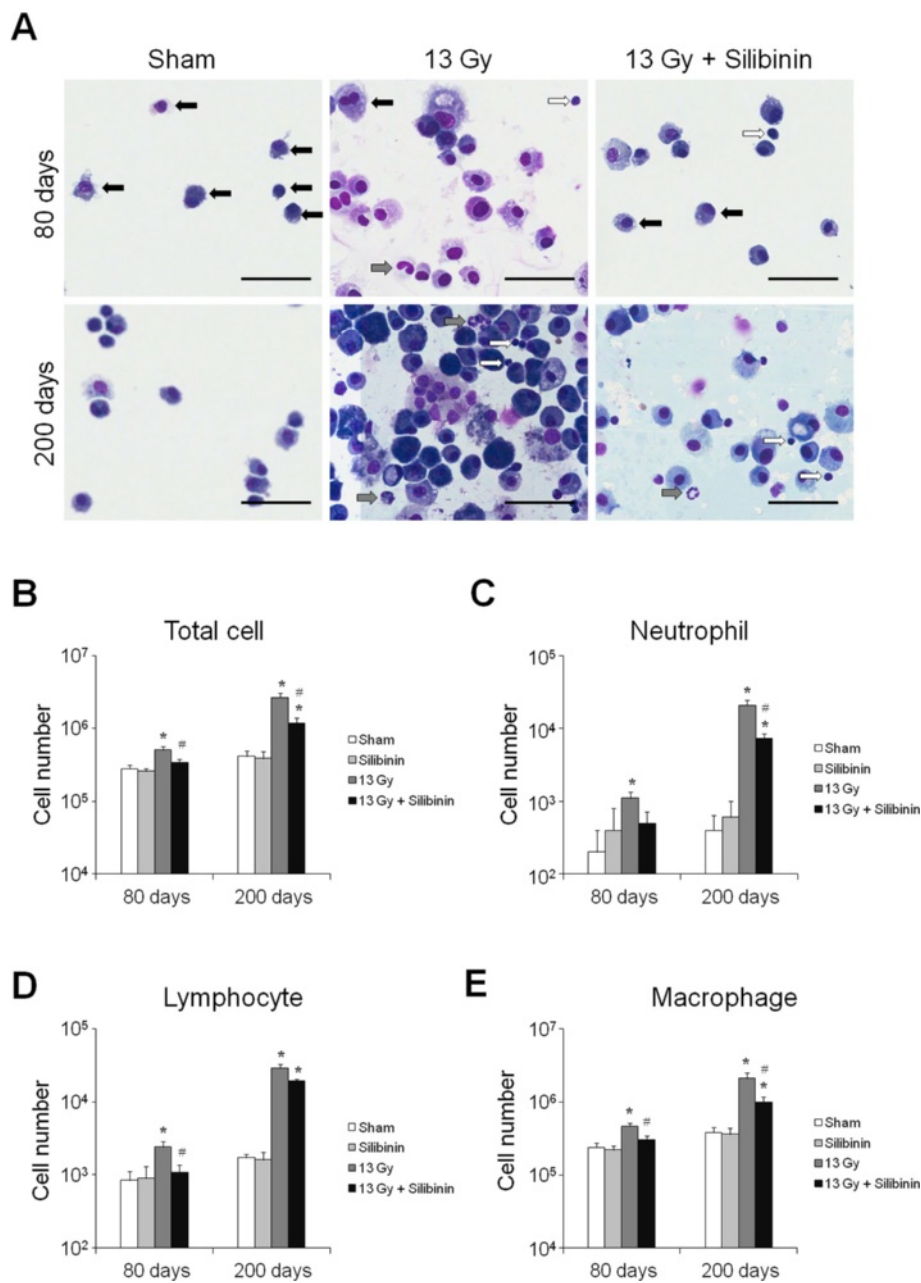 A
Sham
13 Gy
13 Gy + Silibinin
80 days
200 days
B
Total cell
Cell number
10⁷
10⁶
10⁵
10⁴
80 days
200 days
* # * # *
Sham
Silibinin
13 Gy
13 Gy + Silibinin
C
Neutrophil
Cell number
10⁵
10⁴
10³
10²
80 days
200 days
* * # *
Sham
Silibinin
13 Gy
13 Gy + Silibinin
D
Lymphocyte
Cell number
10⁵
10⁴
10³
10²
80 days
200 days
* # * *
Sham
Silibinin
13 Gy
13 Gy + Silibinin
E
Macrophage
Cell number
10⁷
10⁶
10⁵
10⁴
80 days
200 days
* # * # *
Sham
Silibinin
13 Gy
13 Gy + Silibinin